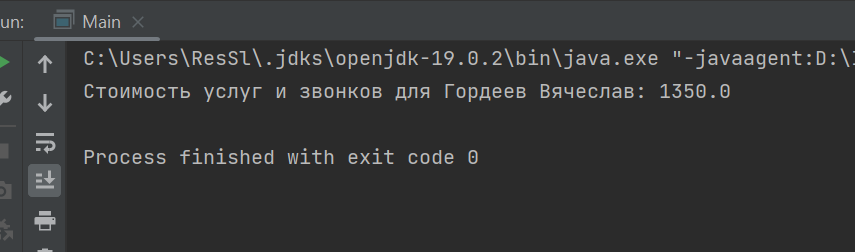 un: Main
C:\Users\ResSl\.jdks\openjdk-19.0.2\bin\java.exe "-javaagent:D:\
Стоимость услуг и звонков для Гордеев Вячеслав: 1350.0
Process finished with exit code 0